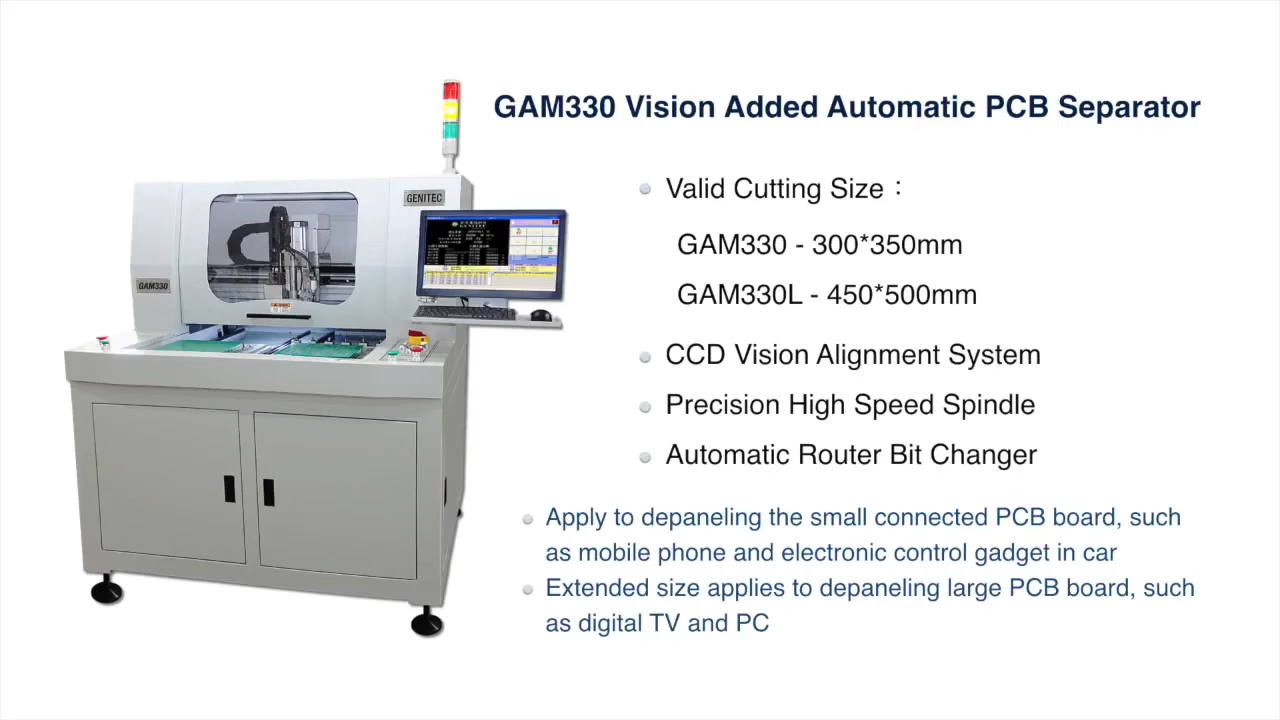 GAM330 Vision Added Automatic PCB Separator
Valid Cutting Size：
GAM330 - 300*350mm
GAM330L - 450*500mm
CCD Vision Alignment System
Precision High Speed Spindle
Automatic Router Bit Changer
Apply to depaneling the small connected PCB board, such
as mobile phone and electronic control gadget in car
Extended size applies to depaneling large PCB board, such
as digital TV and PC
GENITEC
GAM330